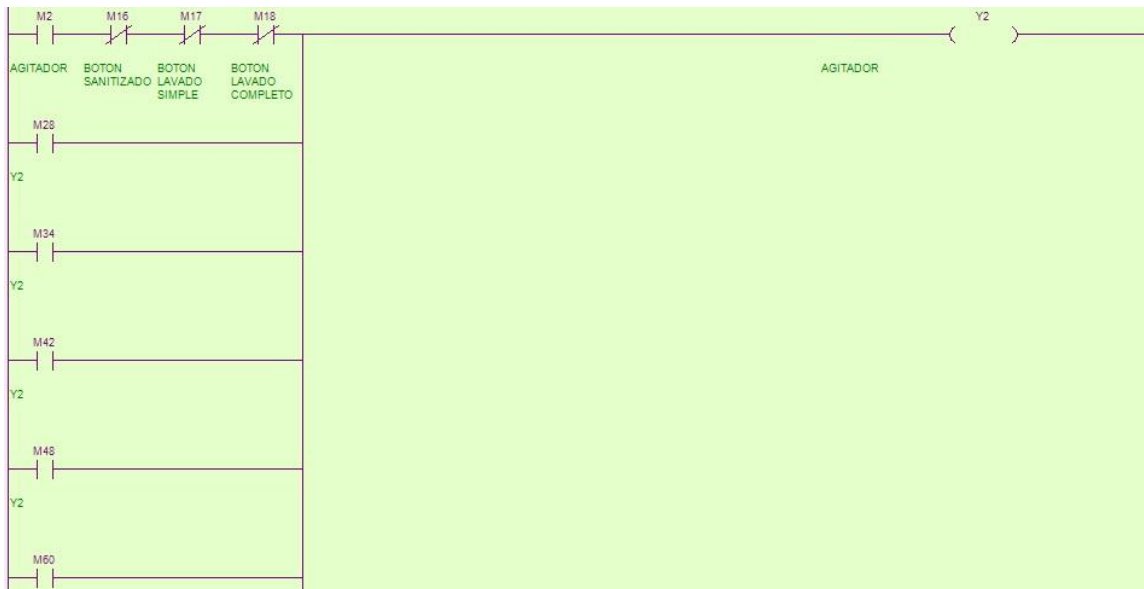 M2 M16 M17 M18 Y2
AGITADOR BOTON BOTON BOTON AGITADOR
SANITIZADO LAVADO LAVADO
SIMPLE COMPLETO
M28
Y2
M34
Y2
M42
Y2
M48
Y2
M60